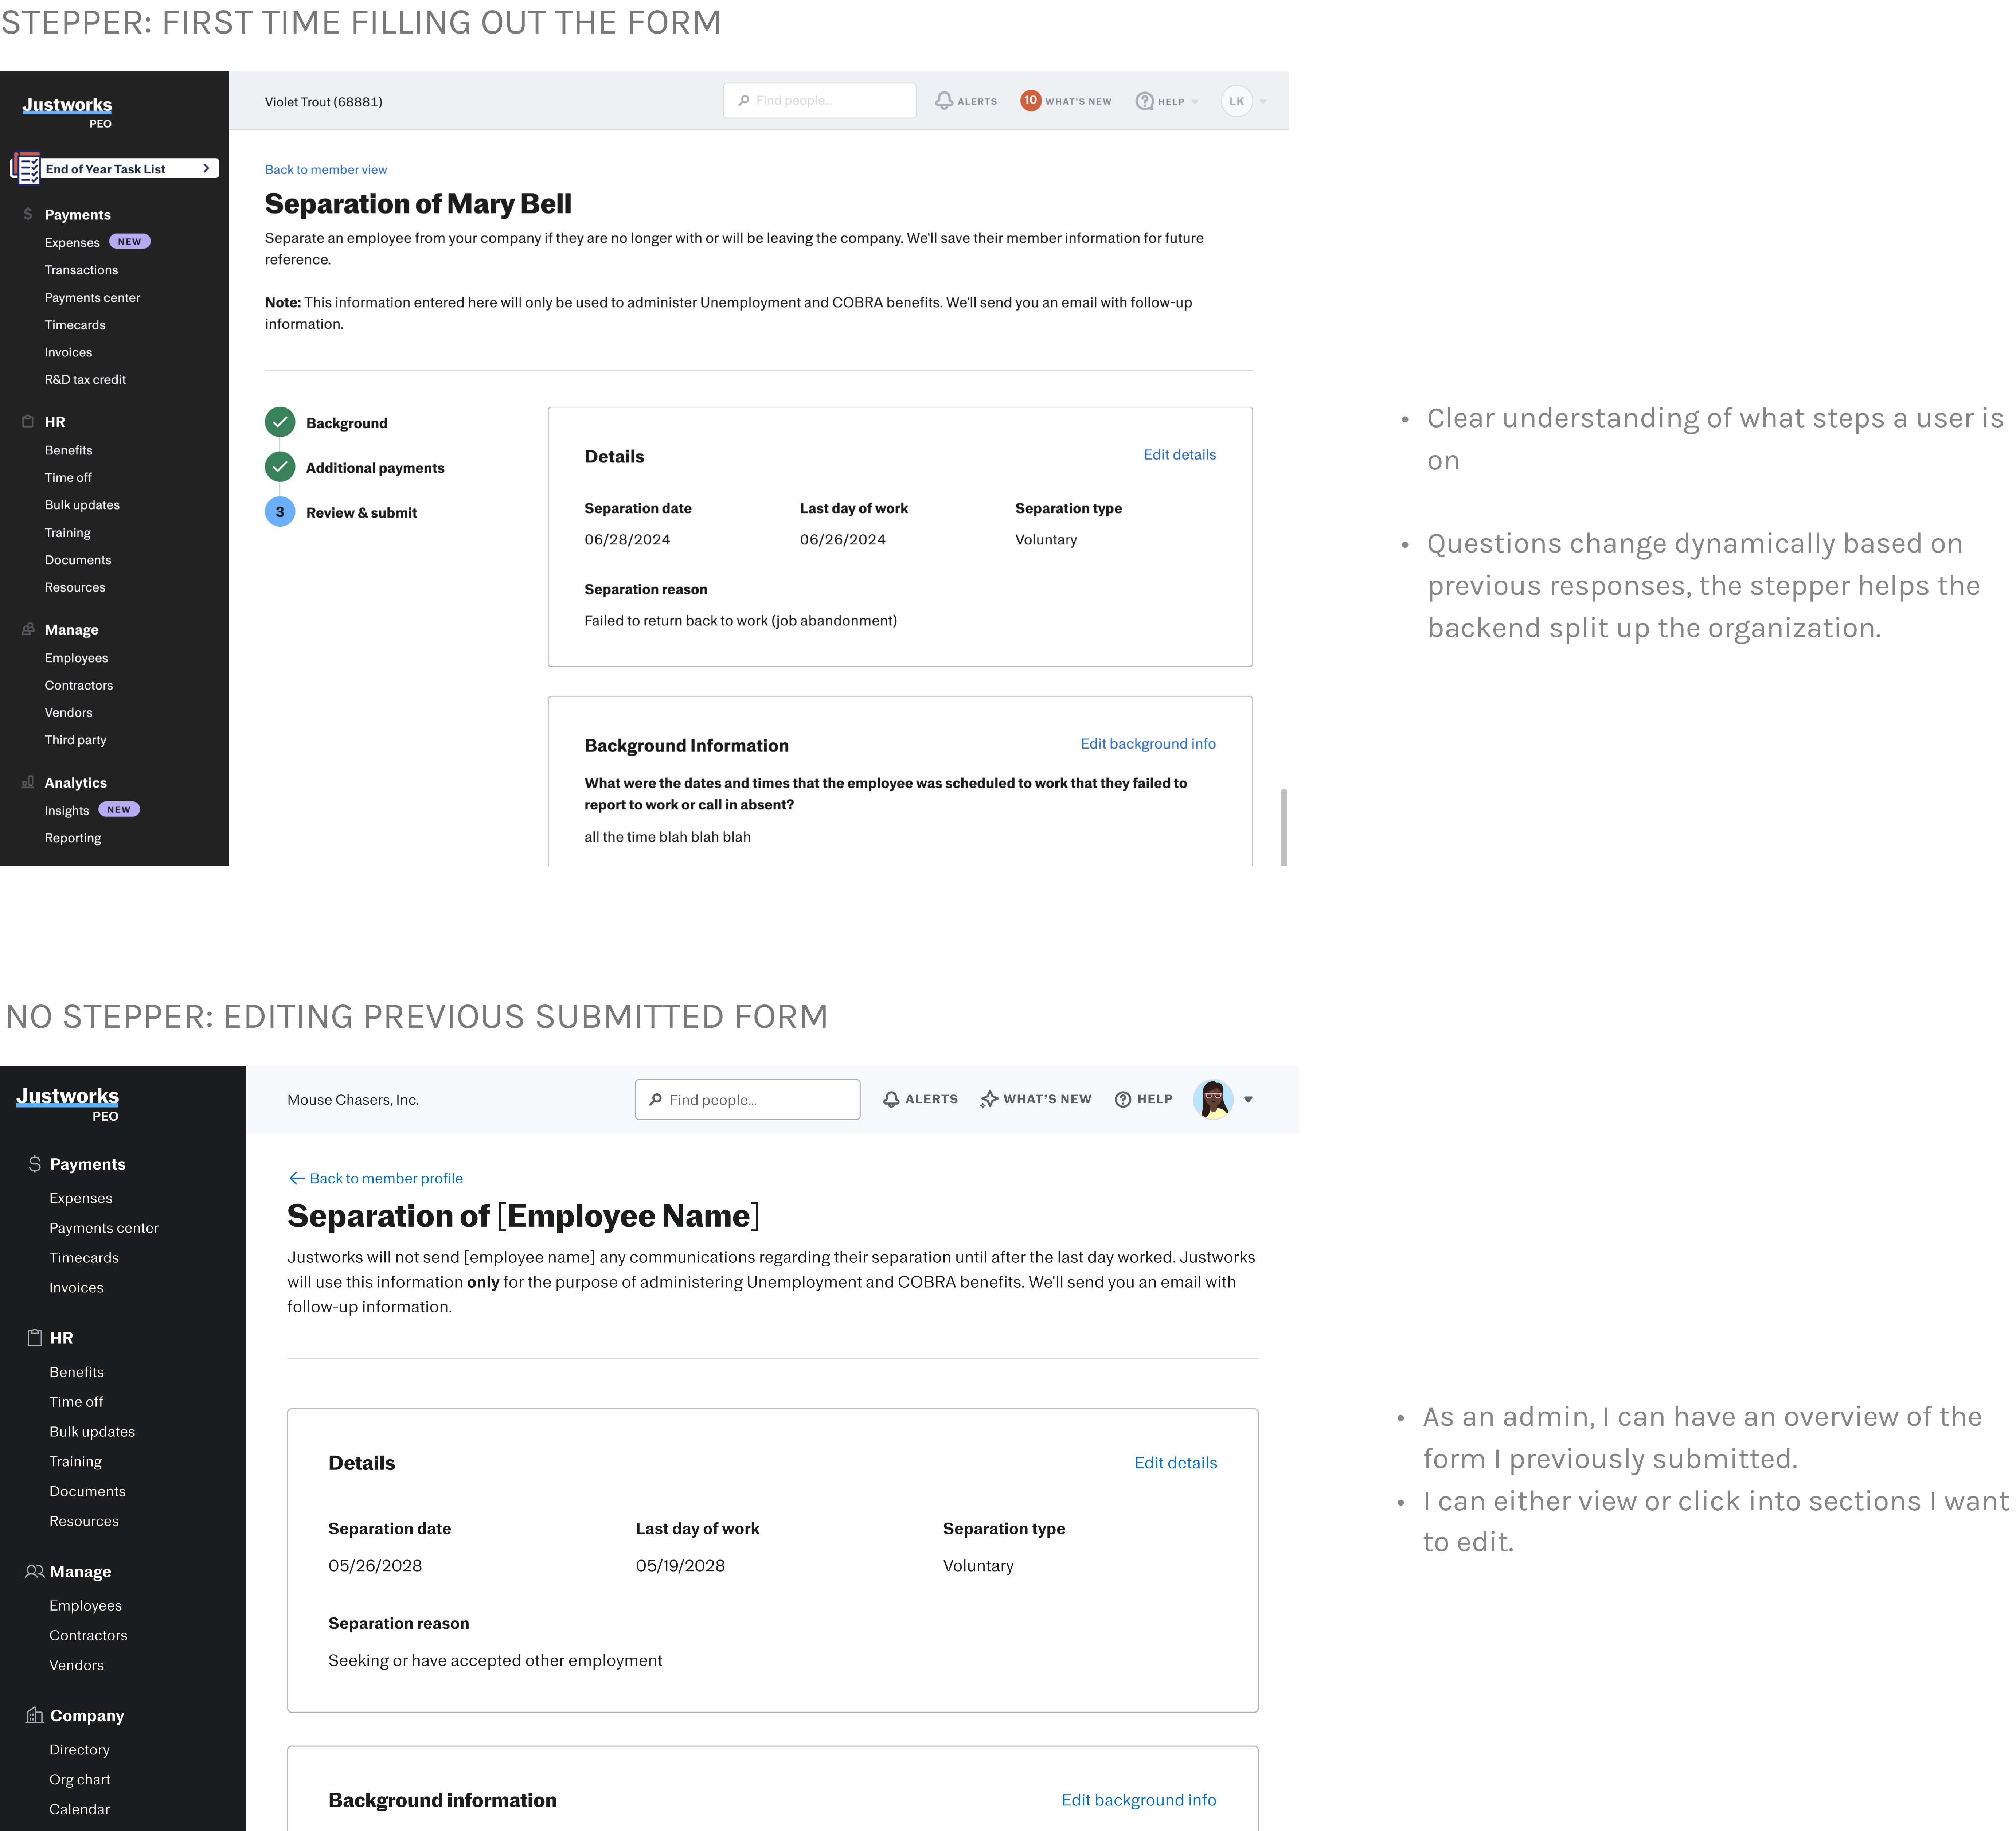 STEPPER: FIRST TIME FILLING OUT THE FORM
Justworks
PEO
End of Year Task List
Payments
Expenses NEW
Transactions
Payments center
Timecards
Invoices
R&D tax credit
HR
Benefits
Time off
Bulk updates
Training
Documents
Resources
Manage
Employees
Contractors
Vendors
Third party
Analytics
Insights NEW
Reporting
Violet Trout (68881)
Find people...
ALERTS
10 WHAT'S NEW
HELP
LK
Back to member view
Separation of Mary Bell
Separate an employee from your company if they are no longer with or will be leaving the company. We'll save their member information for future
reference.
Note: This information entered here will only be used to administer Unemployment and COBRA benefits. We'll send you an email with follow-up
information.
Background
Additional payments
3 Review & submit
Details
Edit details
Separation date
Last day of work
Separation type
06/28/2024
06/26/2024
Voluntary
Separation reason
Failed to return back to work (job abandonment)
Background Information
Edit background info
What were the dates and times that the employee was scheduled to work that they failed to
report to work or call in absent?
all the time blah blah blah
• Clear understanding of what steps a user is
on
• Questions change dynamically based on
previous responses, the stepper helps the
backend split up the organization.
NO STEPPER: EDITING PREVIOUS SUBMITTED FORM
Justworks
PEO
Payments
Expenses
Payments center
Timecards
Invoices
HR
Benefits
Time off
Bulk updates
Training
Documents
Resources
Manage
Employees
Contractors
Vendors
Company
Directory
Org chart
Calendar
Mouse Chasers, Inc.
Find people...
ALERTS
WHAT'S NEW
HELP
Back to member profile
Separation of [Employee Name]
Justworks will not send [employee name] any communications regarding their separation until after the last day worked. Justworks
will use this information only for the purpose of administering Unemployment and COBRA benefits. We'll send you an email with
follow-up information.
Details
Edit details
Separation date
Last day of work
Separation type
05/26/2028
05/19/2028
Voluntary
Separation reason
Seeking or have accepted other employment
Background information
Edit background info
• As an admin, I can have an overview of the
form I previously submitted.
• I can either view or click into sections I want
to edit.